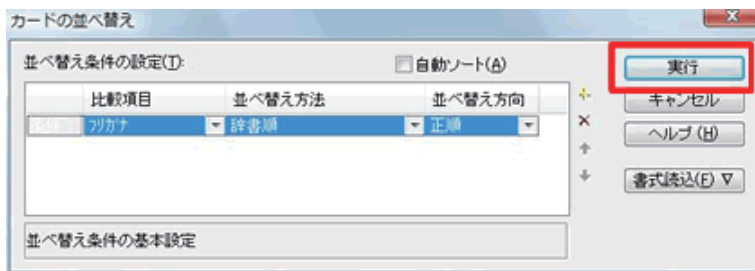 カードの並べ替え
並べ替え条件の設定(T):
自動ソート(A)
実行
比較項目 並べ替え方法 並べ替え方向
キャンセル
フリガナ 辞書順 正順
ヘルプ(H)
書式読込(F) ▽
並べ替え条件の基本設定